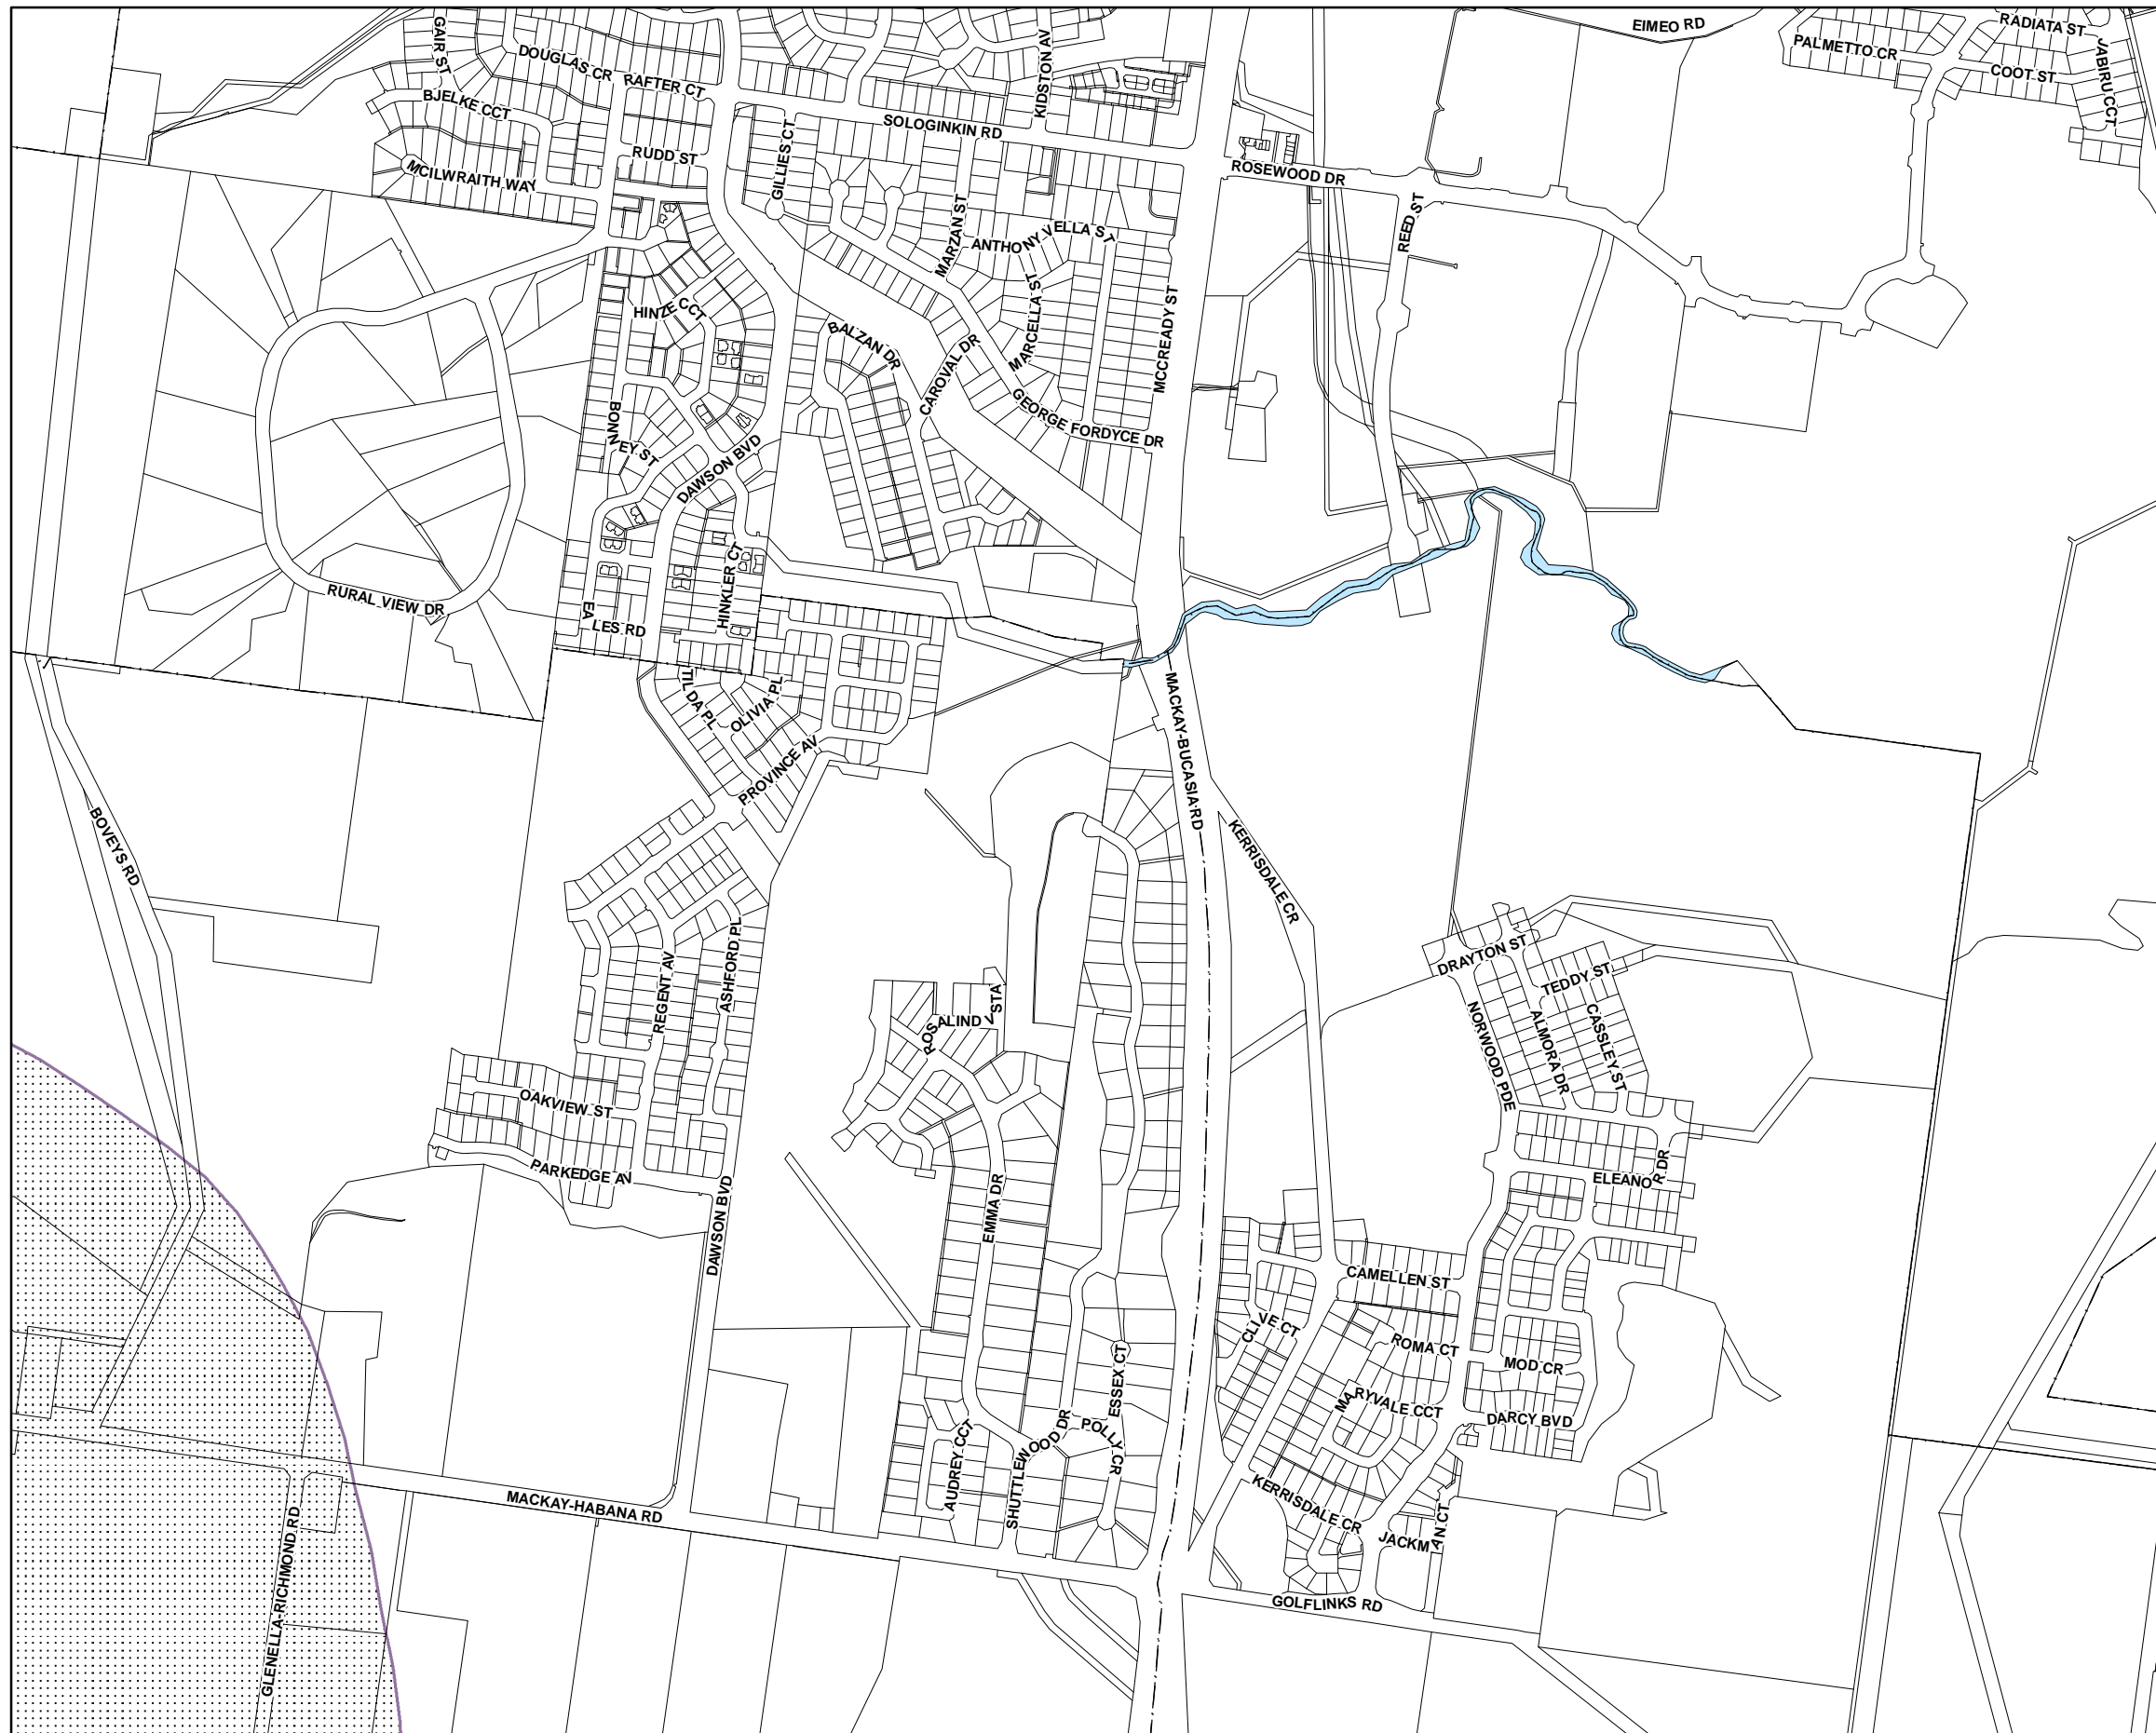 GAIR ST
DOUGLAS CR
RAFTER CT
KIDSTON AV
EIMEO RD
RADIATA ST
PALMETTO CR
COOT ST
JABIRU CCT
BJELKE CCT
SOLOGINKIN RD
GILLIES CT
RUDD ST
MCILWRAITH WAY
ROSEWOOD DR
REED ST
MARZAN ST
ANTHONY VELLA ST
MARCELLA ST
MCCREADY ST
HINZE CCT
BALZAN DR
CAROVAL DR
GEORGE FORDYCE DR
BONNEY ST
DAWSON BVD
HINKLER CT
RURAL VIEW DR
EALES RD
TILDA PL
OLIVIA PL
PROVINCE AV
MACKAY-BUCASIA RD
KERRISDALE CR
BOVEYS RD
REGENT AV
ASHFORD PL
ROSALIND VSTA
DRAYTON ST
TEDDY ST
NORWOOD PDE
ALMORA DR
CASSLEY ST
OAKVIEW ST
PARKEDGE AV
DAWSON BVD
EMMA DR
ELEANOR DR
CAMELLEN ST
CLIVE CT
ROMA CT
MOD CR
MARYVALE CCT
DARCY BVD
ESSEX CT
POLLY CR
SHUTTLEWOOD DR
AUDREY CCT
KERRISDALE CR
JACKMAN CT
MACKAY-HABANA RD
GLENELLA-RICHMOND RD
GOLFLINKS RD